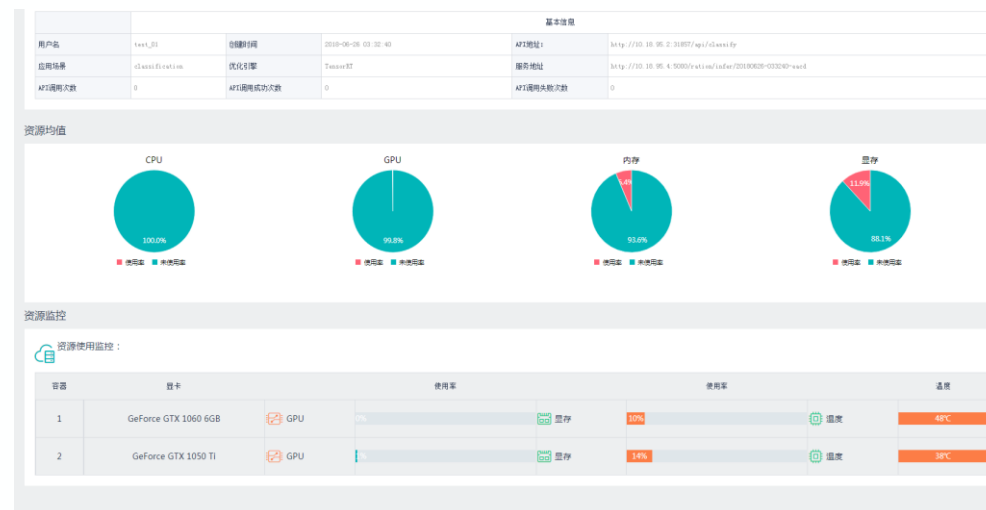 基本信息
用户名 test_01 创建时间 2018-06-26 03:32:40 API地址: http://10.18.95.2:31857/api/classify
应用场景 classification 优化引擎 TensorRT 服务地址
API调用次数 0 API调用成功次数 0 API调用失败次数 0
资源均值
CPU GPU 内存 显存
11.9%
100.0% 99.8% 93.6% 88.1%
使用率 未使用率 使用率 未使用率 使用率 未使用率 使用率 未使用率
资源监控
资源使用监控：
容器 显卡 使用率 使用率 温度
1 GeForce GTX 1060 6GB GPU 显存 10% 温度 48℃
2 GeForce GTX 1050 Ti GPU 显存 14% 温度 38℃